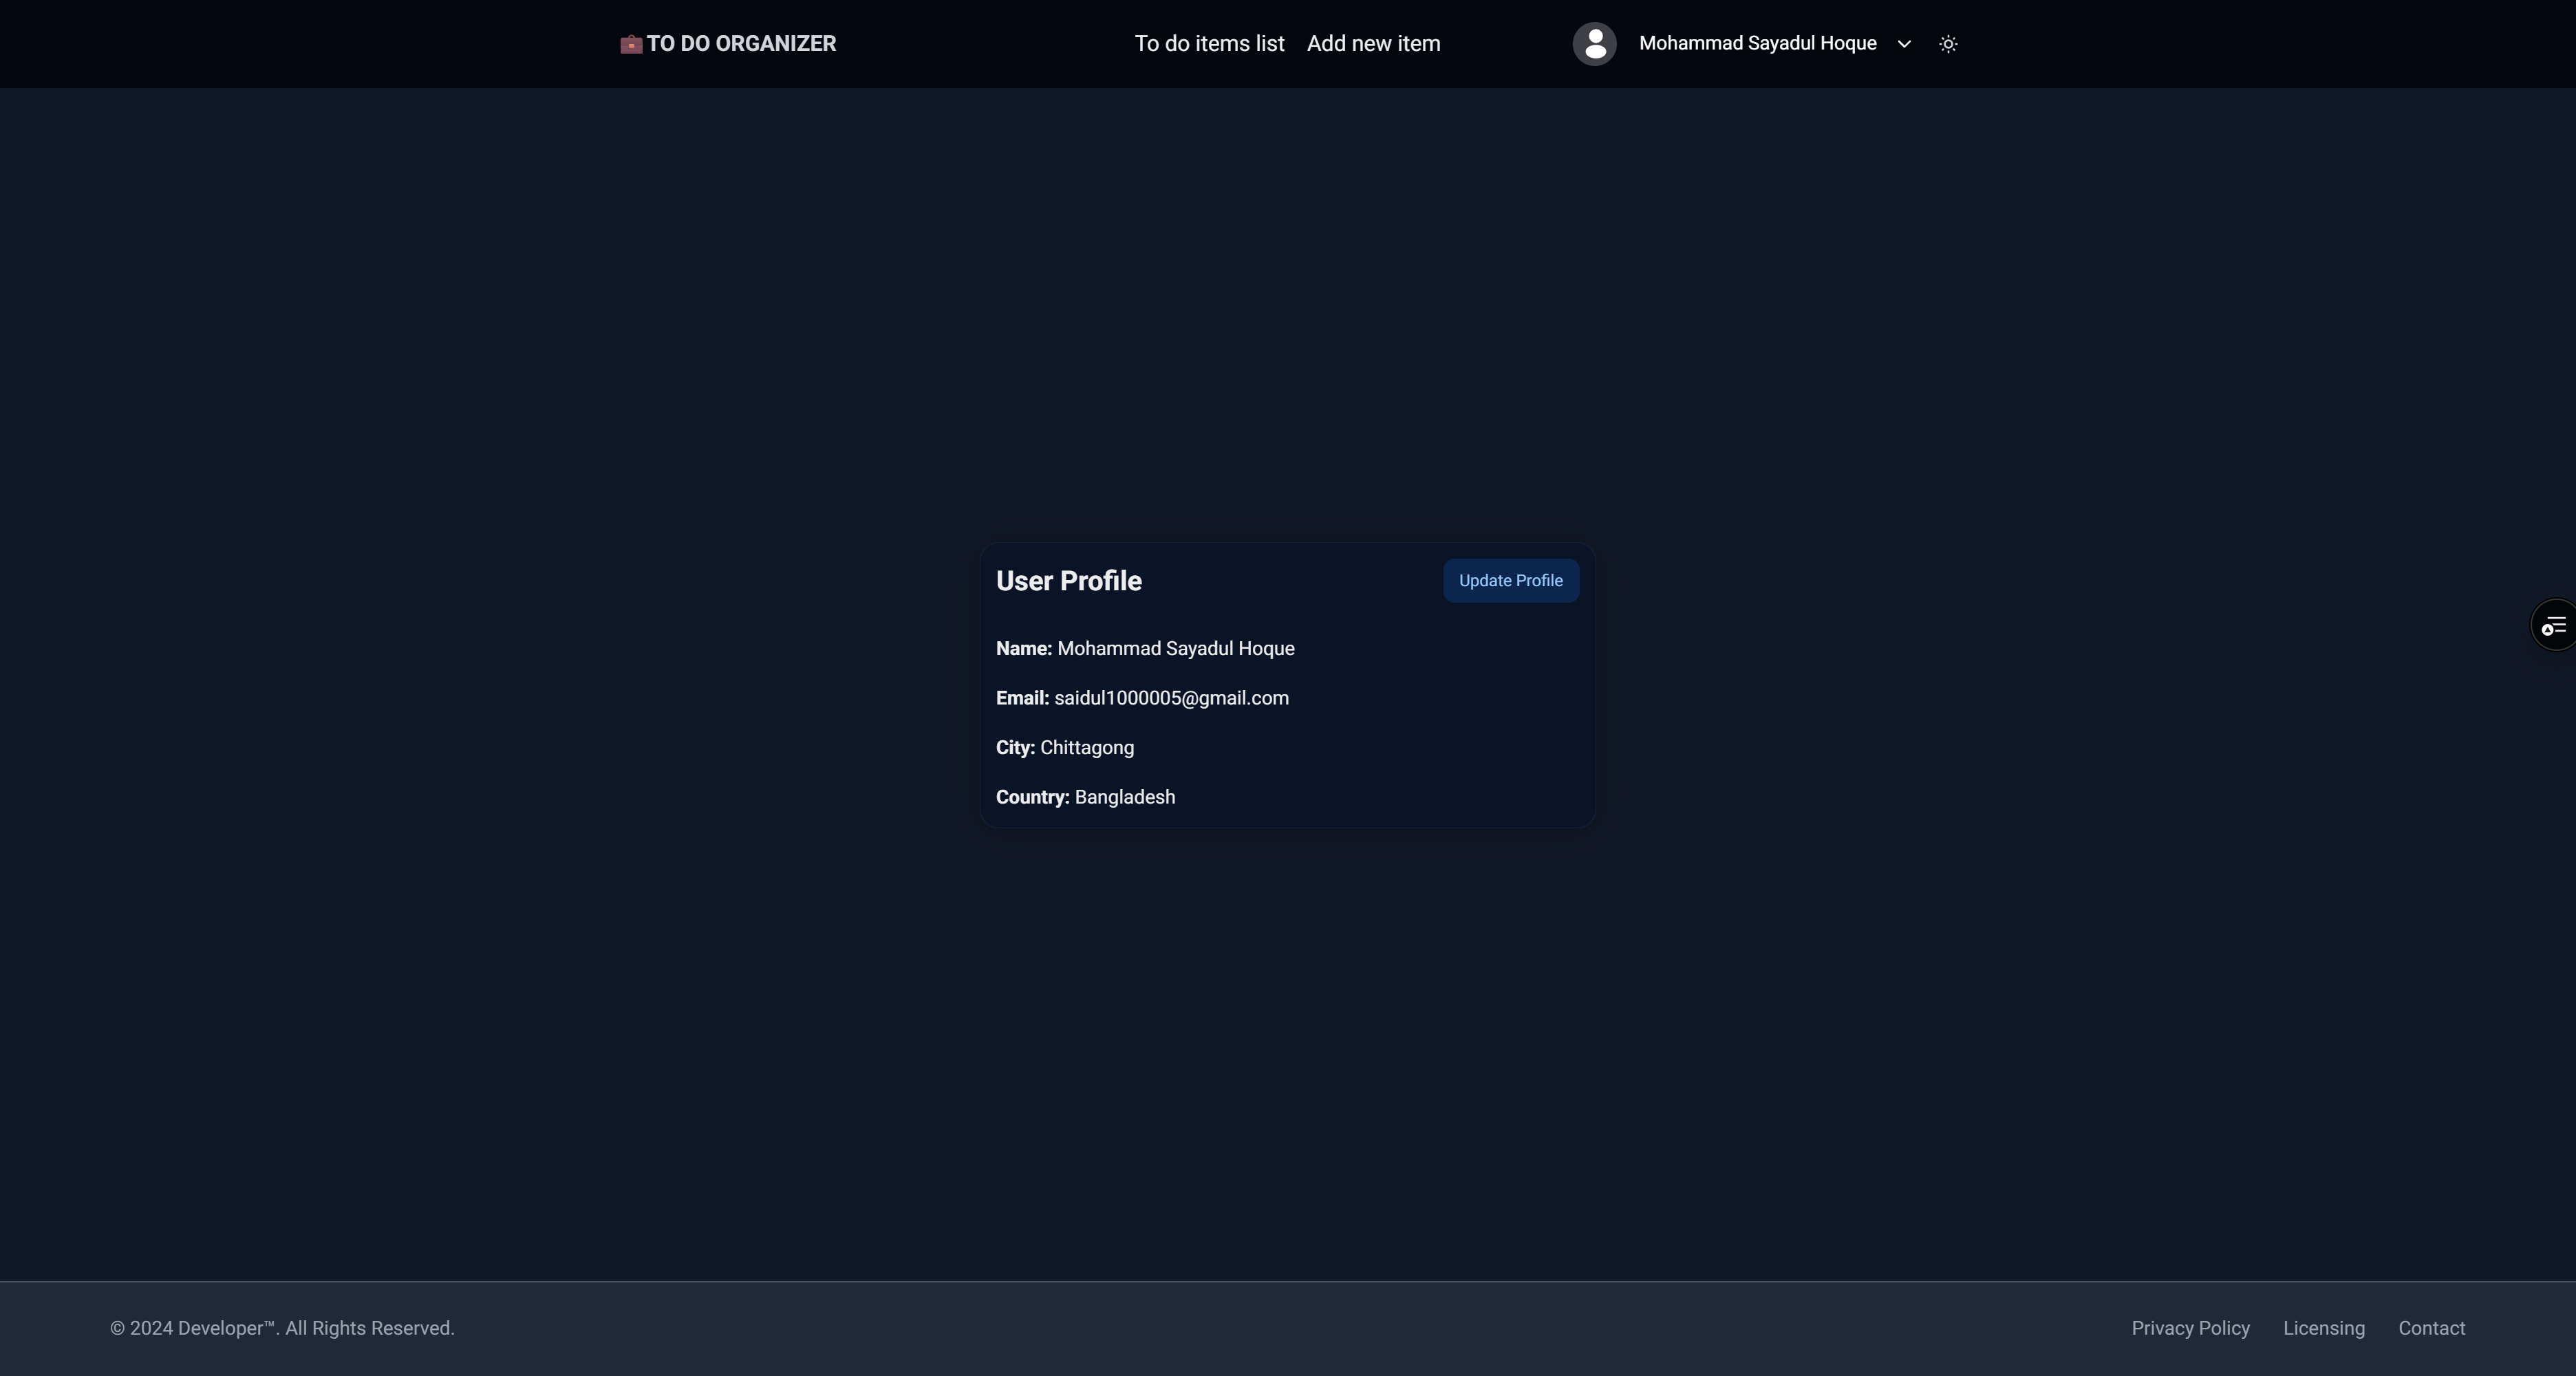 TO DO ORGANIZER
To do items list Add new item
Mohammad Sayadul Hoque
User Profile
Update Profile
Name: Mohammad Sayadul Hoque
Email: saidul1000005@gmail.com
City: Chittagong
Country: Bangladesh
© 2024 Developer™. All Rights Reserved.
Privacy Policy Licensing Contact